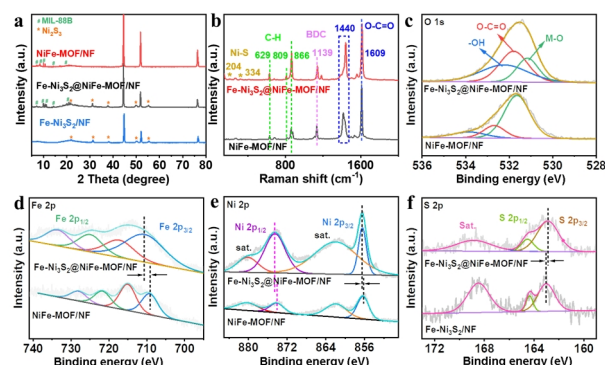 a
MIL-88B
Ni₃S₂
NiFe-MOF/NF
Fe-Ni₃S₂@NiFe-MOF/NF
Fe-Ni₃S₂/NF
Intensity (a.u.)
0 10 20 30 40 50 60 70 80
2 Theta (degree)
b
O-C=O
1440
BDC
C-H
Ni-S
629 809 866
1139
1609
204
334
Fe-Ni₃S₂@NiFe-MOF/NF
NiFe-MOF/NF
Intensity (a.u.)
800 1600
Raman shift (cm⁻¹)
c
O 1s
O-C=O
-OH
M-O
Fe-Ni₃S₂@NiFe-MOF/NF
NiFe-MOF/NF
Intensity (a.u.)
536 534 532 530 528
Binding energy (eV)
d
Fe 2p
Fe 2p₁/₂
Fe 2p₃/₂
Fe-Ni₃S₂@NiFe-MOF/NF
NiFe-MOF/NF
Intensity (a.u.)
740 725 710 695
Binding energy (eV)
e
Ni 2p
Ni 2p₁/₂
Ni 2p₃/₂
sat.
sat.
Fe-Ni₃S₂@NiFe-MOF/NF
NiFe-MOF/NF
Intensity (a.u.)
880 872 864 856
Binding energy (eV)
f
S 2p
Sat.
S 2p₁/₂
S 2p₃/₂
Fe-Ni₃S₂@NiFe-MOF/NF
Fe-Ni₃S₂/NF
Intensity (a.u.)
172 168 164 160
Binding energy (eV)